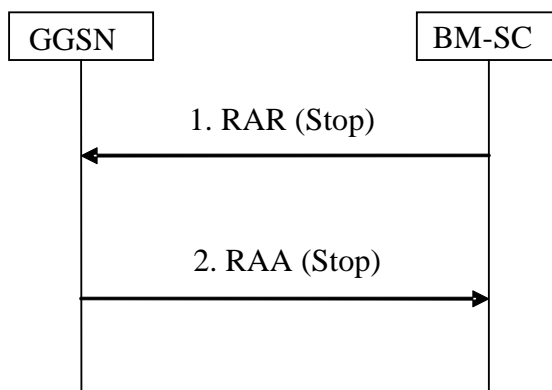 GGSN
BM-SC
1. RAR (Stop)
2. RAA (Stop)